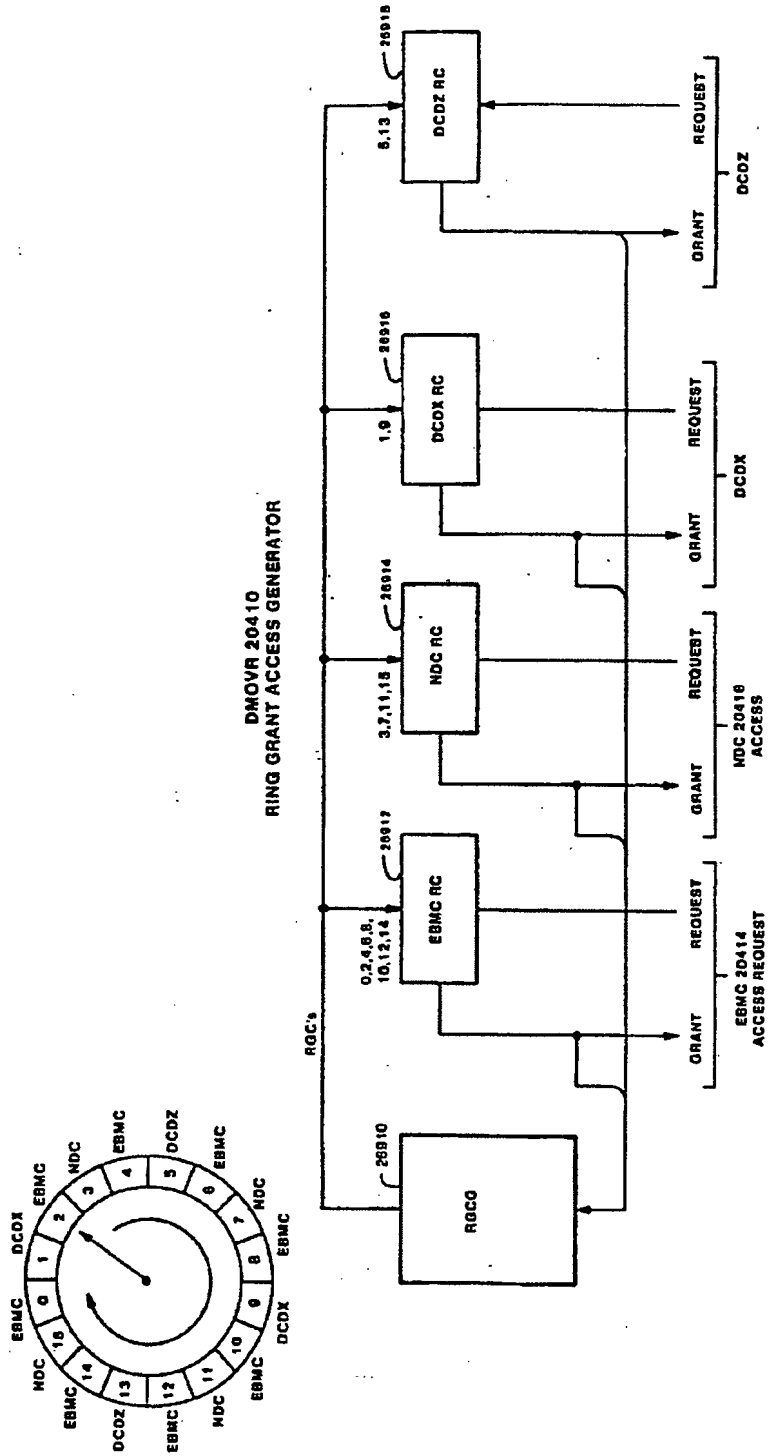 DMOVR 20410
RING GRANT ACCESS GENERATOR
EBMC
DCDX
EBMC
NDC
EBMC
DCDZ
EBMC
NDC
EBMC
DCDX
EBMC
NDC
EBMC
DCDZ
EBMC
NDC
0
1
2
3
4
5
6
7
8
9
10
11
12
13
14
15
RGC's
26910
RGCG
0,2,4,6,8,
10,12,14
26912
EBMC RC
3,7,11,15
26914
NDC RC
1,9
26916
DCDX RC
5,13
26918
DCDZ RC
GRANT
REQUEST
EBMC 20414
ACCESS REQUEST
GRANT
REQUEST
NDC 20416
ACCESS
GRANT
REQUEST
DCDX
GRANT
REQUEST
DCDZ